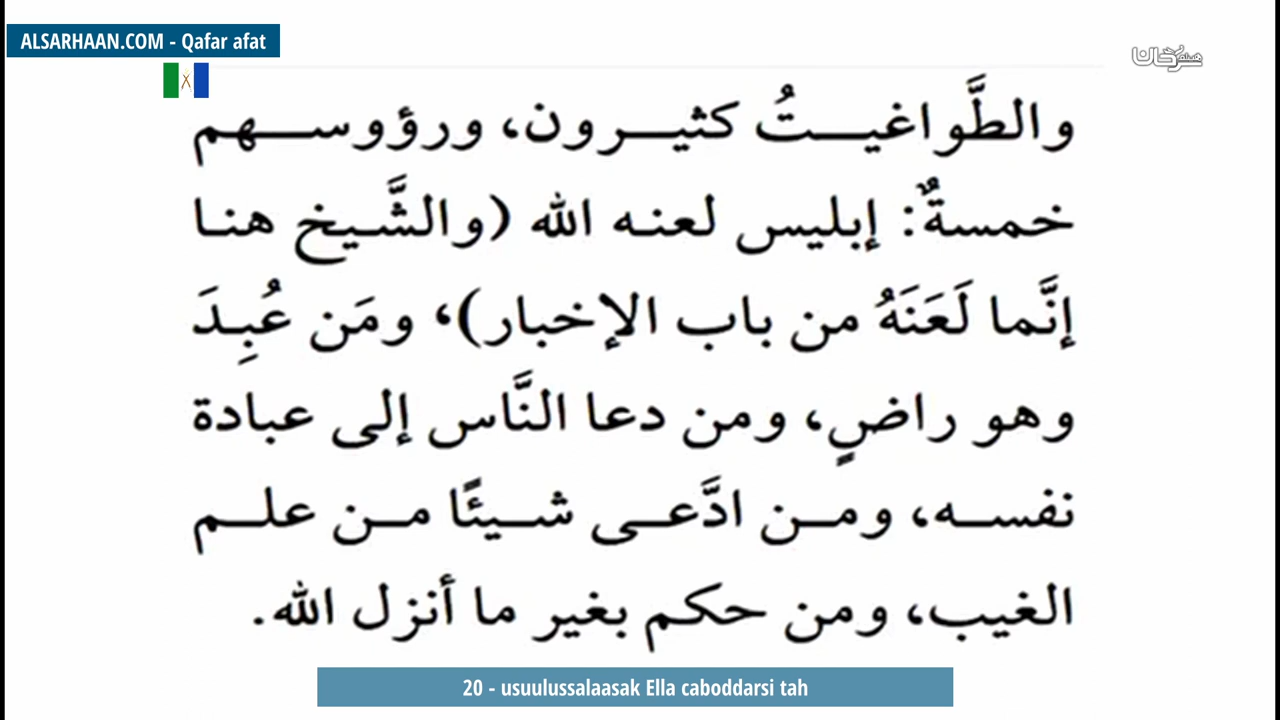 ALSARHAAN.COM - Qafar afat
والطَّواغيتُ كثيرون، ورؤوسهم
خمسةٌ: إبليس لعنه الله (والشَّيخ هنا
إنَّما لَعَنَهُ من باب الإخبار)، ومَن عُبِدَ
وهو راضٍ، ومن دعا النَّاس إلى عبادة
نفسه، ومن ادَّعى شيئًا من علم
الغيب، ومن حكم بغير ما أنزل الله.
20 - usuulussalaasak Ella caboddarsi tah